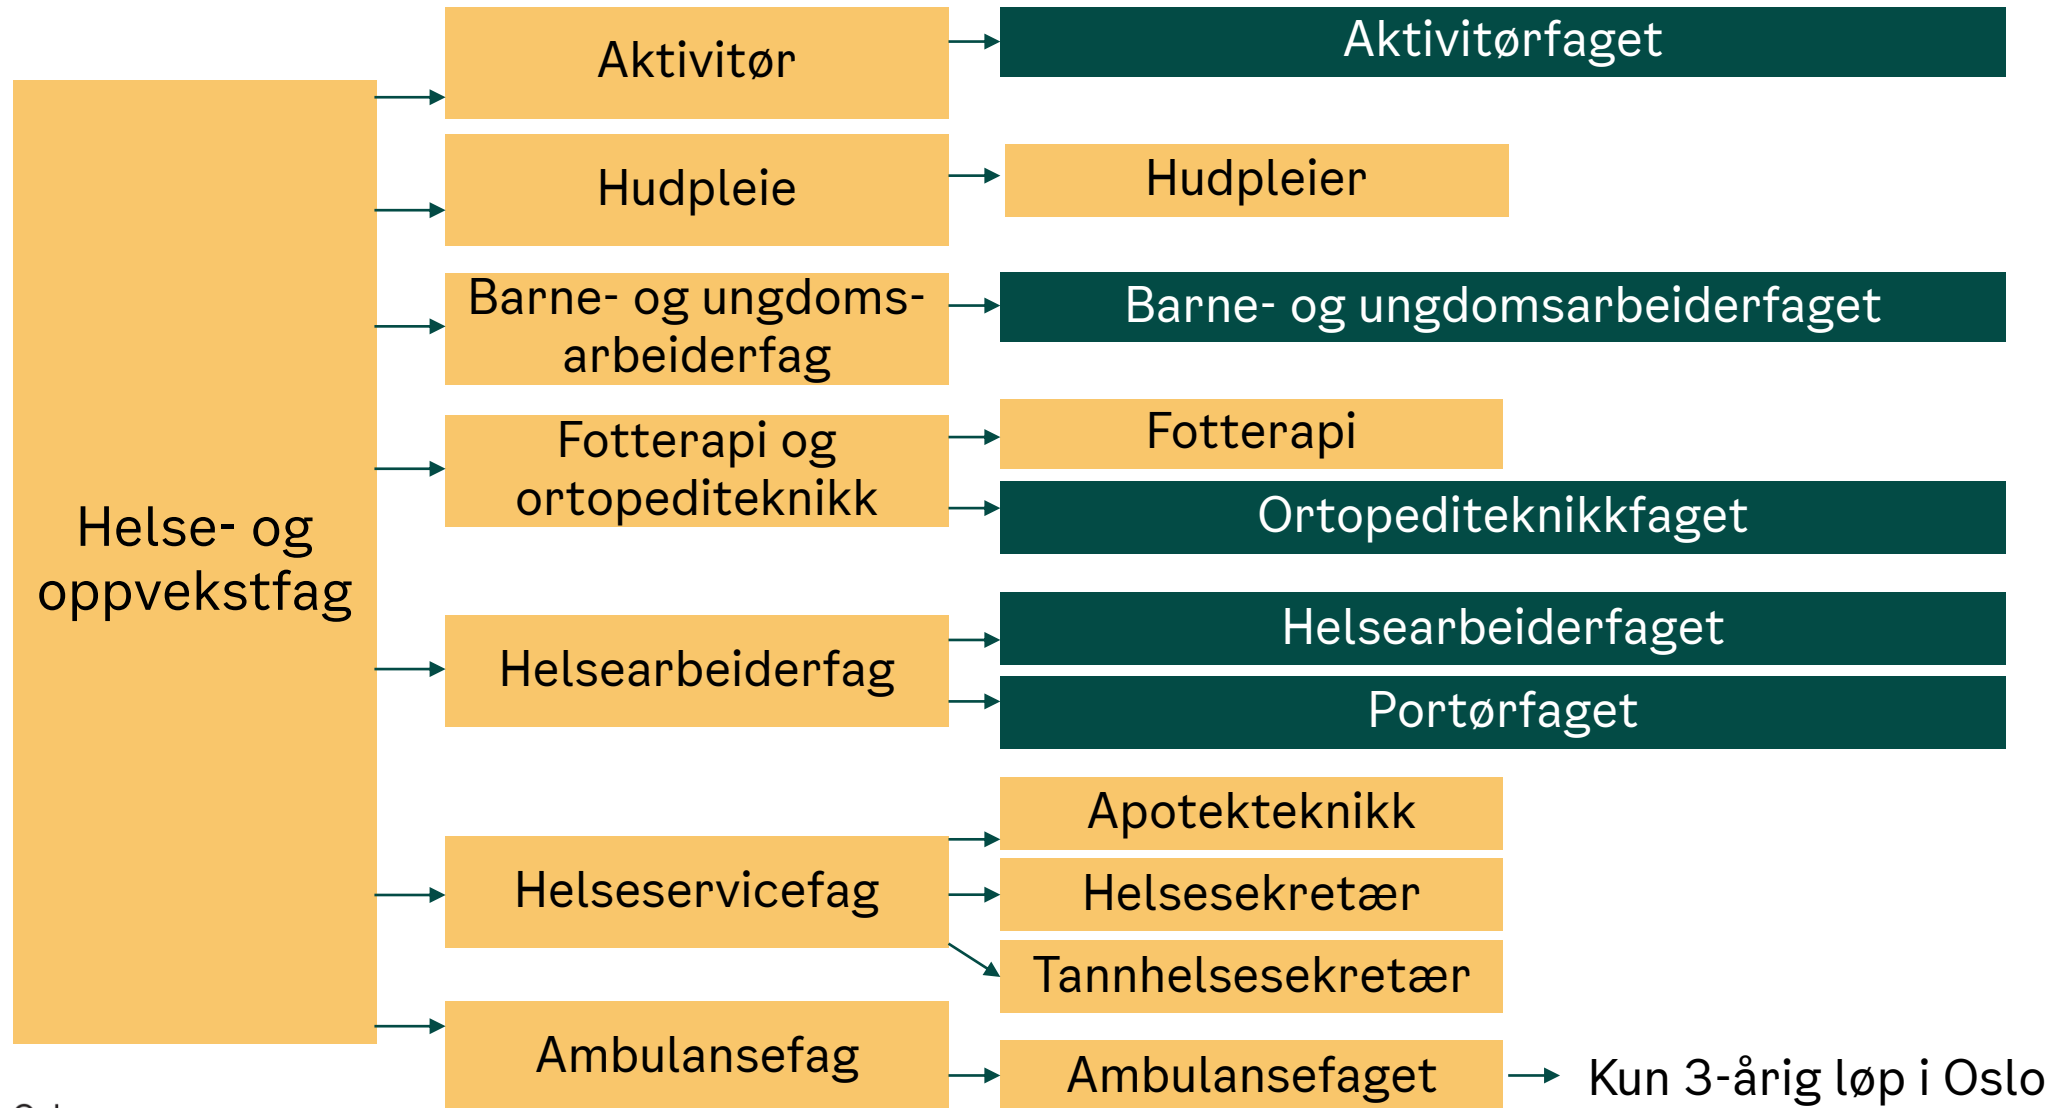 Aktivitør
Aktivitørfaget
Hudpleie
Hudpleier
Barne- og ungdoms-
arbeiderfag
Barne- og ungdomsarbeiderfaget
Fotterapi og
ortopediteknikk
Fotterapi
Ortopediteknikkfaget
Helse- og
oppvekstfag
Helsearbeiderfag
Helsearbeiderfaget
Portørfaget
Helseservicefag
Apotekteknikk
Helsesekretær
Tannhelsesekretær
Ambulansefag
Ambulansefaget
Kun 3-årig løp i Oslo